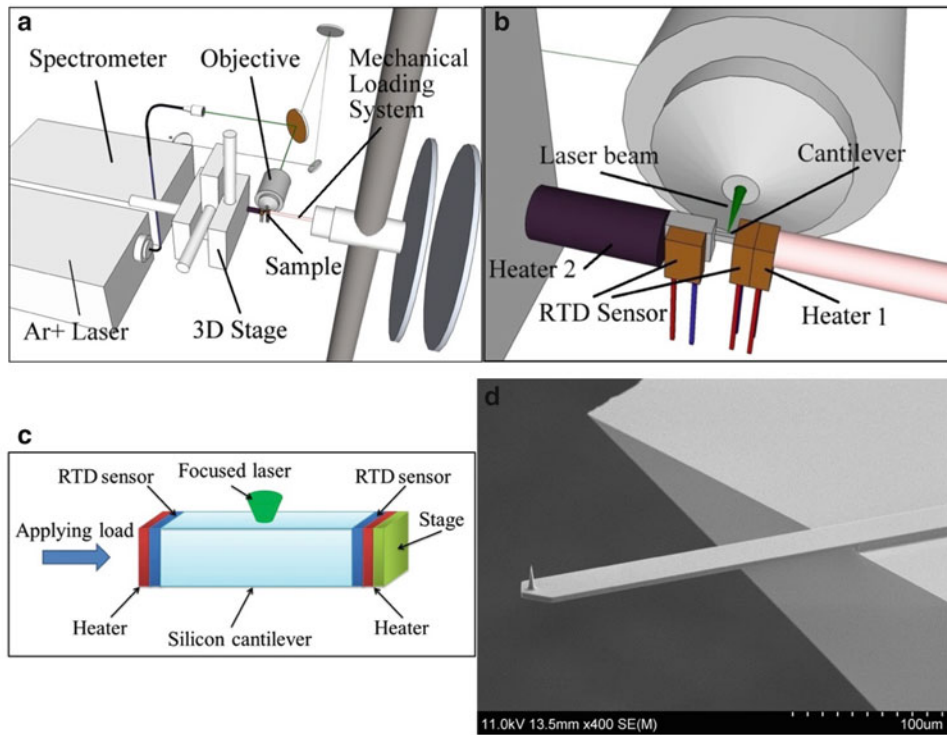 a
Spectrometer
Objective
Mechanical
Loading
System
Sample
Ar+ Laser
3D Stage
b
Laser beam
Cantilever
Heater 2
RTD Sensor
Heater 1
c
RTD sensor
Focused laser
RTD sensor
Applying load
Stage
Heater
Silicon cantilever
Heater
d
11.0kV 13.5mm x400 SE(M)
100um